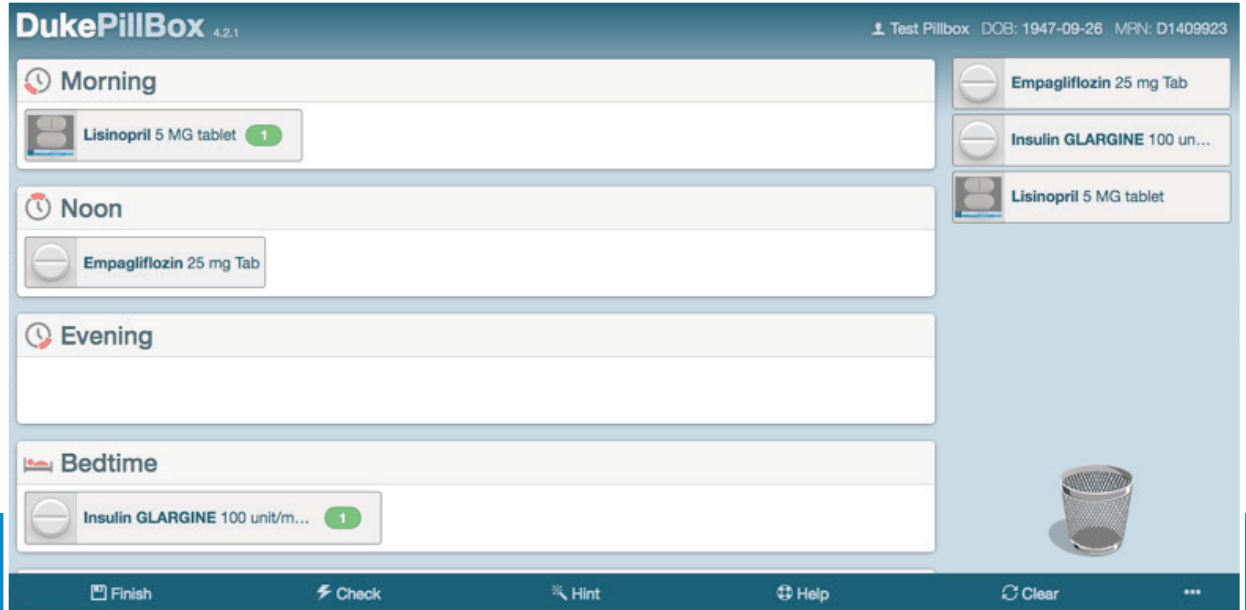 DukePillBox 4.2.1
Test Pillbox DOB: 1947-09-26 MRN: D1409923
Morning
Lisinopril 5 MG tablet 1
Noon
Empagliflozin 25 mg Tab
Evening
Bedtime
Insulin GLARGINE 100 unit/m... 1
Empagliflozin 25 mg Tab
Insulin GLARGINE 100 un...
Lisinopril 5 MG tablet
Finish
Check
Hint
Help
Clear